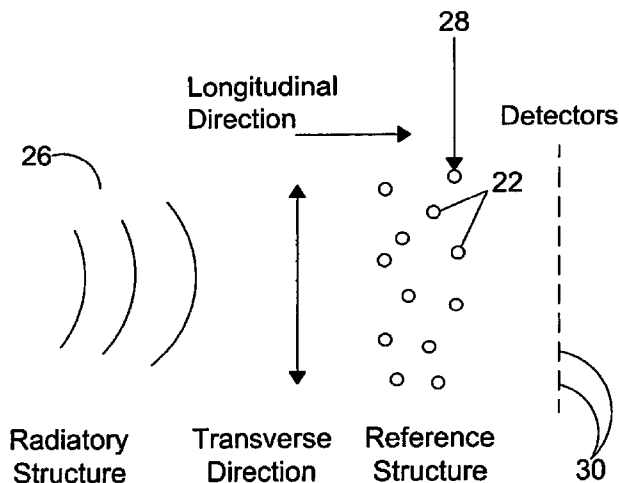 28
Longitudinal
Direction
Detectors
26
22
Radiatory
Structure
Transverse
Direction
Reference
Structure
30